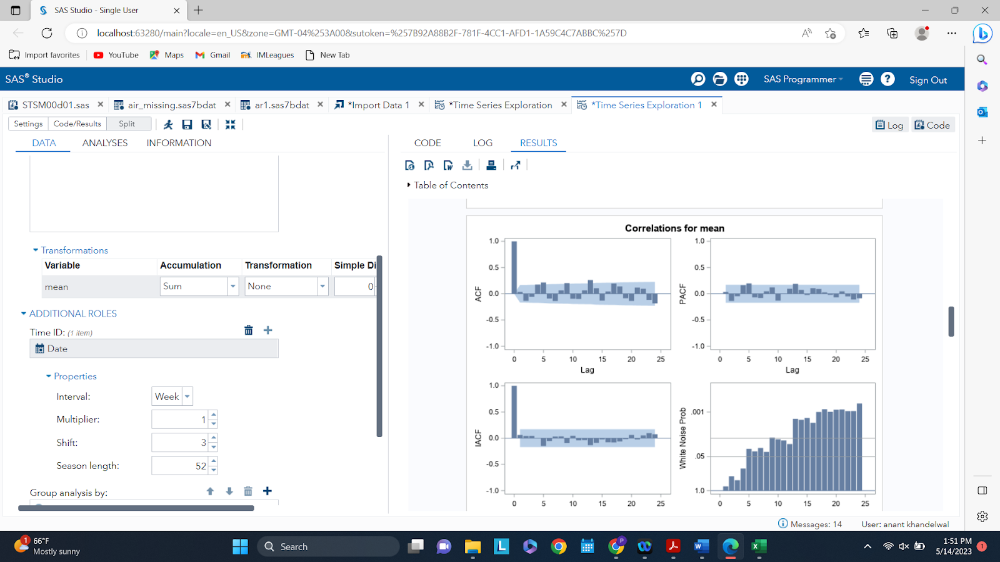 SAS Studio - Single User
localhost:63280/main?locale=en_US&zone=GMT-04%253A00&sutoken=%257B92A88B2F-781F-4CC1-AFD1-1A59C4C7ABBC%257D
Import favorites YouTube Maps Gmail IMLeagues New Tab
SAS® Studio SAS Programmer Sign Out
STSM00d01.sas air_missing.sas7bdat ar1.sas7bdat *Import Data 1 *Time Series Exploration *Time Series Exploration 1
Settings Code/Results Split Log Code
DATA ANALYSES INFORMATION
CODE LOG RESULTS
Table of Contents
Transformations
Variable Accumulation Transformation Simple Di
mean Sum None 0
ADDITIONAL ROLES
Time ID: (1 item)
Date
Properties
Interval: Week
Multiplier: 1
Shift: 3
Season length: 52
Group analysis by:
Correlations for mean
1.0
0.5
0.0
-0.5
-1.0
ACF
0 5 10 15 20 25
Lag
1.0
0.5
0.0
-0.5
-1.0
PACF
0 5 10 15 20 25
Lag
1.0
0.5
0.0
-0.5
-1.0
IACF
0 5 10 15 20 25
.001
.05
1.0
White Noise Prob
0 5 10 15 20 25
Messages: 14 User: anant khandelwal
1
66°F
Mostly sunny
Search
1:51 PM
5/14/2023
1